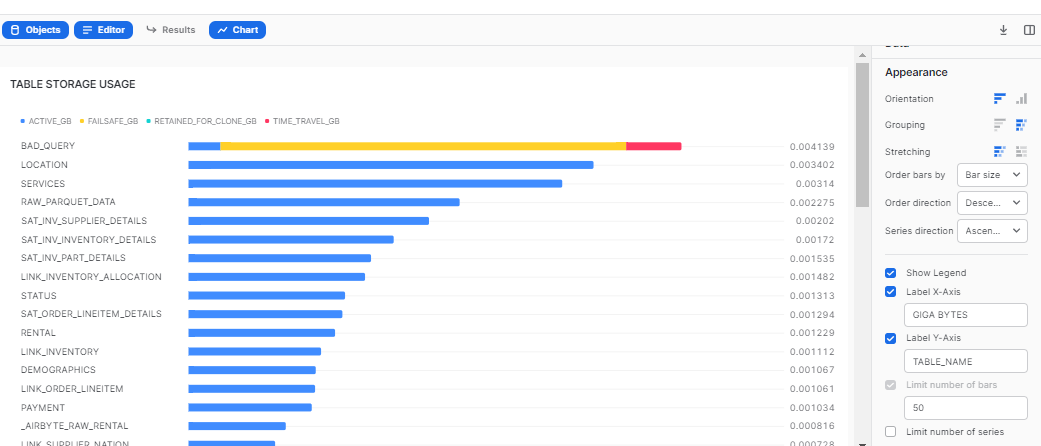 Objects Editor Results Chart
Data
TABLE STORAGE USAGE
ACTIVE_GB FAILSAFE_GB RETAINED_FOR_CLONE_GB TIME_TRAVEL_GB
BAD_QUERY 0.004139
LOCATION 0.003402
SERVICES 0.00314
RAW_PARQUET_DATA 0.002275
SAT_INV_SUPPLIER_DETAILS 0.00202
SAT_INV_INVENTORY_DETAILS 0.00172
SAT_INV_PART_DETAILS 0.001535
LINK_INVENTORY_ALLOCATION 0.001482
STATUS 0.001313
SAT_ORDER_LINEITEM_DETAILS 0.001294
RENTAL 0.001229
LINK_INVENTORY 0.001112
DEMOGRAPHICS 0.001067
LINK_ORDER_LINEITEM 0.001061
PAYMENT 0.001034
_AIRBYTE_RAW_RENTAL 0.000816
LINK_SUPPLIER_NATION 0.000728
Appearance
Orientation
Grouping
Stretching
Order bars by Bar size
Order direction Desce...
Series direction Ascen...
Show Legend
Label X-Axis
GIGA BYTES
Label Y-Axis
TABLE_NAME
Limit number of bars
50
Limit number of series